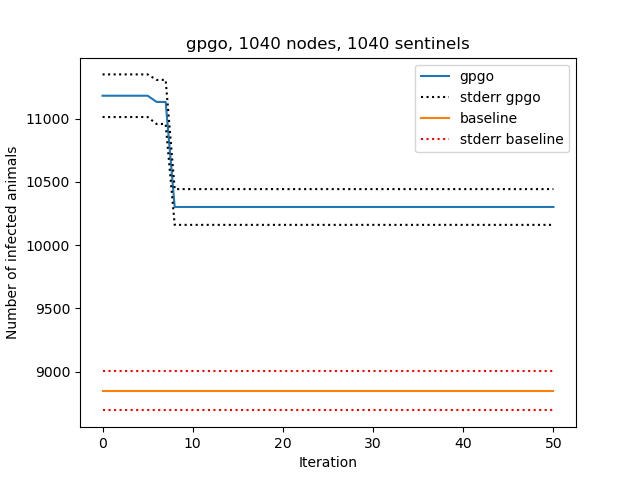 gpgo, 1040 nodes, 1040 sentinels
gpgo
stderr gpgo
baseline
stderr baseline
Number of infected animals
11000
10500
10000
9500
9000
0 10 20 30 40 50
Iteration